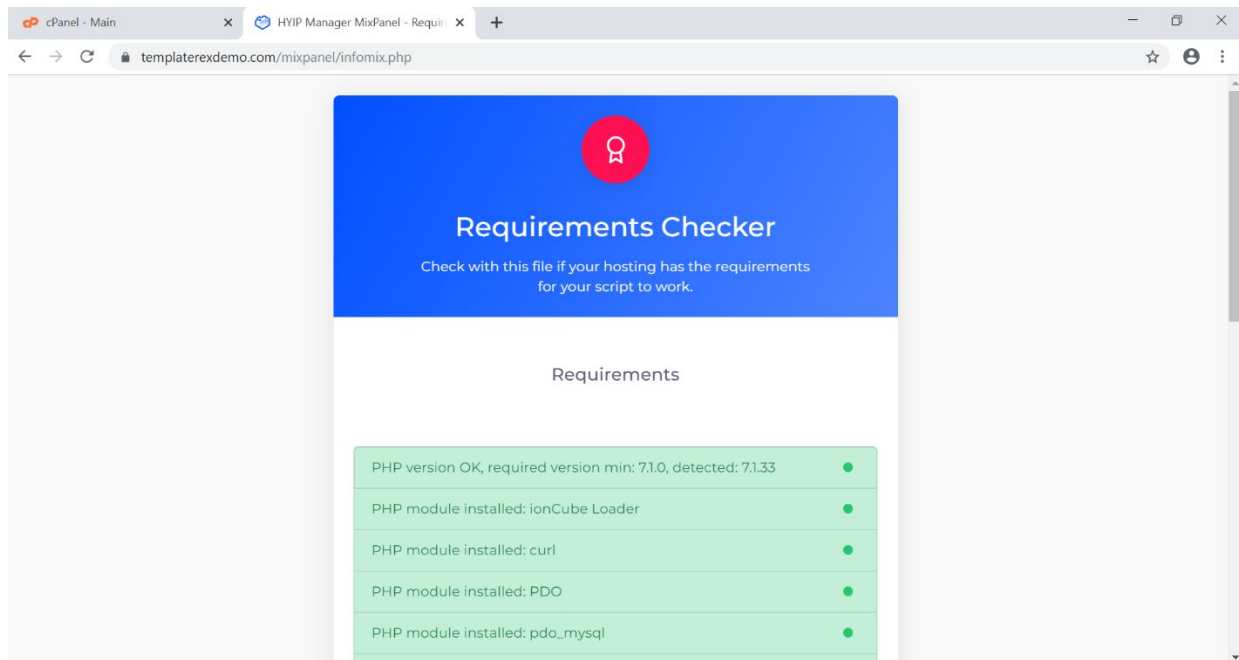 cPanel - Main
HYIP Manager MixPanel - Requir
templaterexdemo.com/mixpanel/infomix.php
Requirements Checker
Check with this file if your hosting has the requirements
for your script to work.
Requirements
PHP version OK, required version min: 7.1.0, detected: 7.1.33
PHP module installed: ionCube Loader
PHP module installed: curl
PHP module installed: PDO
PHP module installed: pdo_mysql